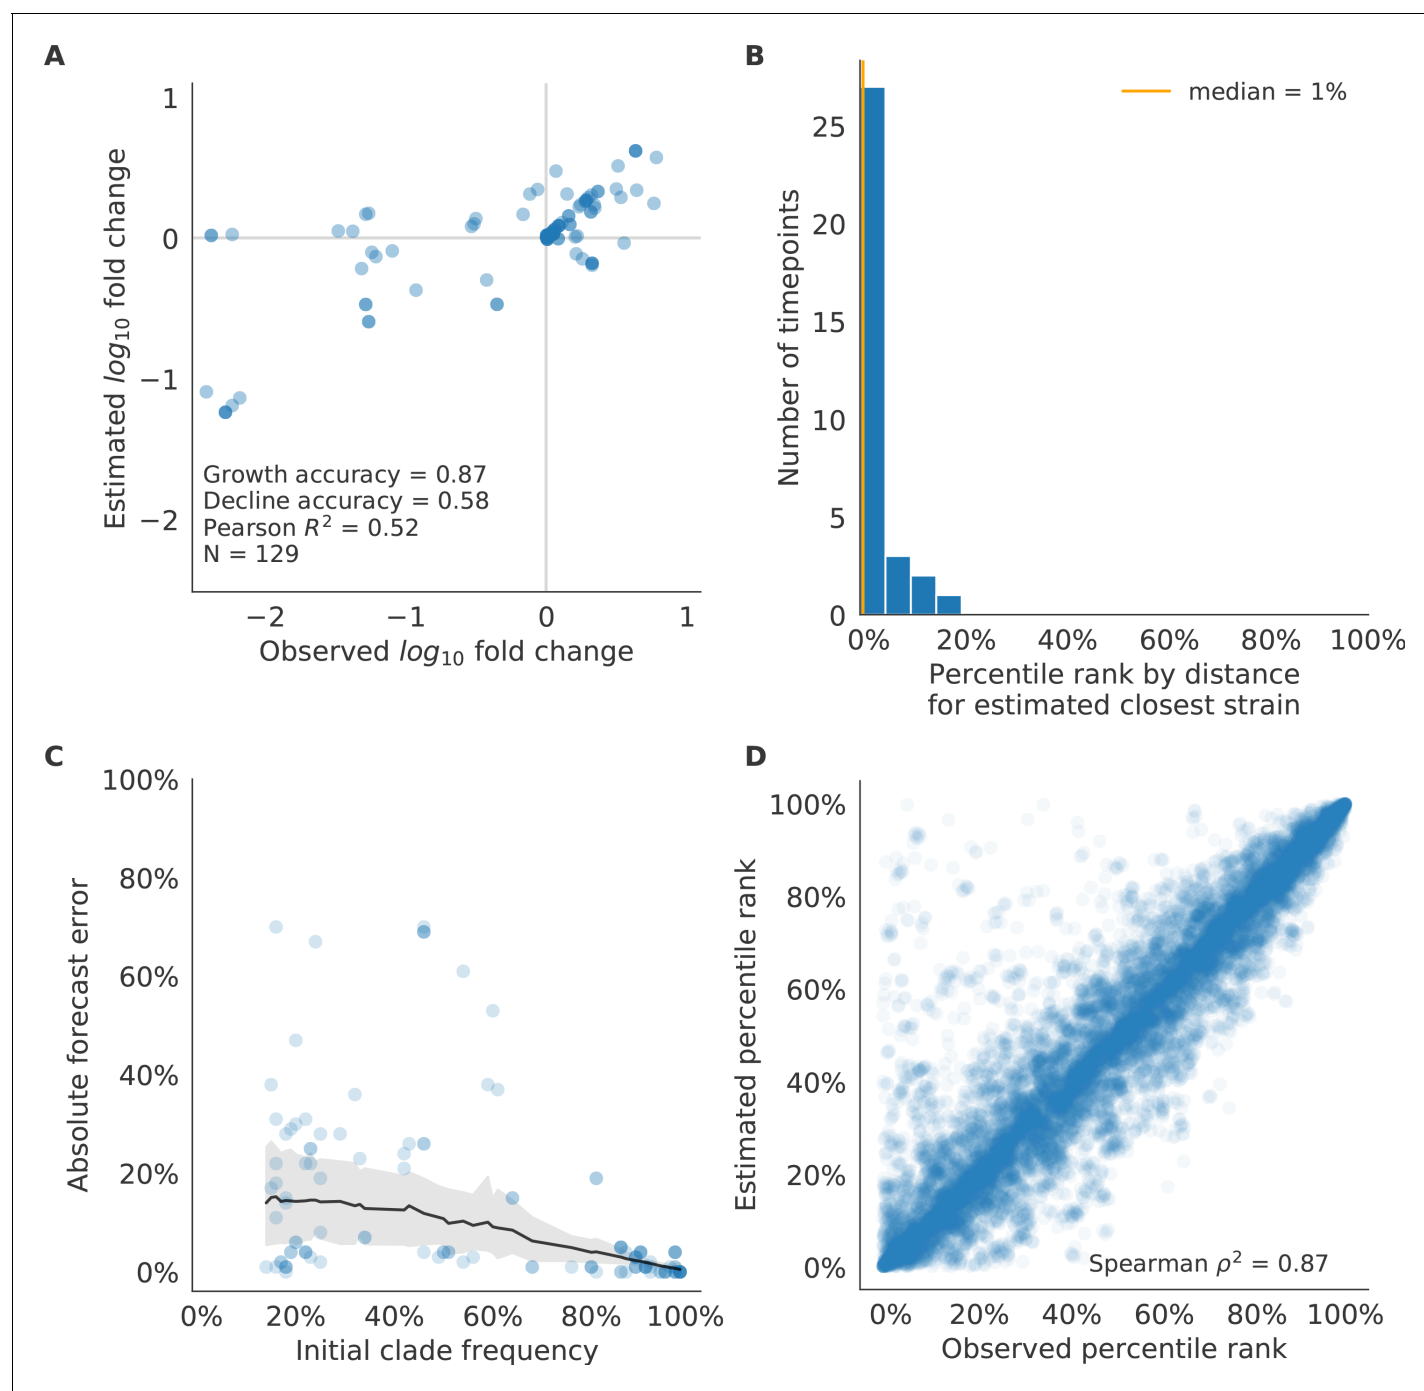 A
1
0
−1
−2
Estimated log10 fold change
Growth accuracy = 0.87
Decline accuracy = 0.58
Pearson R² = 0.52
N = 129
−2 −1 0 1
Observed log10 fold change
B
median = 1%
25
20
15
10
5
0
Number of timepoints
0% 20% 40% 60% 80% 100%
Percentile rank by distance
for estimated closest strain
C
100%
80%
60%
40%
20%
0%
Absolute forecast error
0% 20% 40% 60% 80% 100%
Initial clade frequency
D
100%
80%
60%
40%
20%
0%
Estimated percentile rank
Spearman ρ² = 0.87
0% 20% 40% 60% 80% 100%
Observed percentile rank